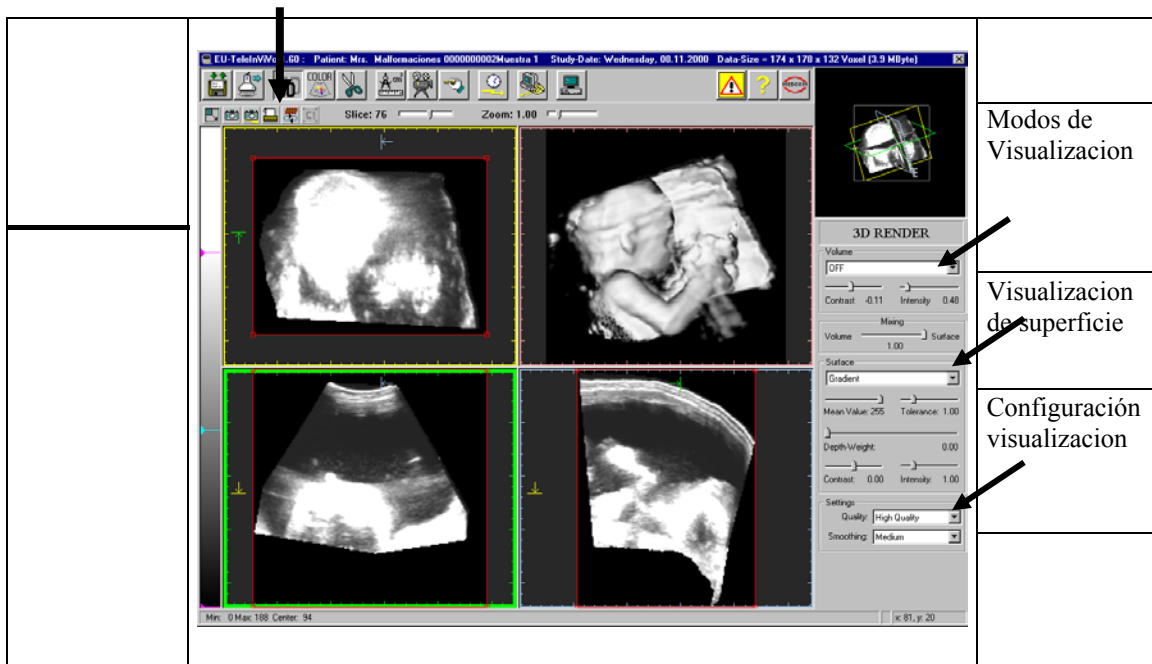 EU-TeleInViVo 1.60 : Patient: Mrs. Malformaciones 0000000002Muestra 1 Study-Date: Wednesday, 08.11.2000 Data-Size = 174 x 178 x 132 Voxel (3.9 MByte)
COLOR
Slice: 76 Zoom: 1.00
3D RENDER
Volume
OFF
Contrast -0.11 Intensity 0.48
Mixing
Volume Surface
1.00
Surface
Gradient
Mean Value: 255 Tolerance: 1.00
Depth-Weight: 0.00
Contrast: 0.00 Intensity: 1.00
Settings
Quality: High Quality
Smoothing: Medium
Min: 0 Max: 188 Center: 94
x: 81, y: 20
Modos de
Visualizacion
Visualizacion
de superficie
Configuración
visualizacion